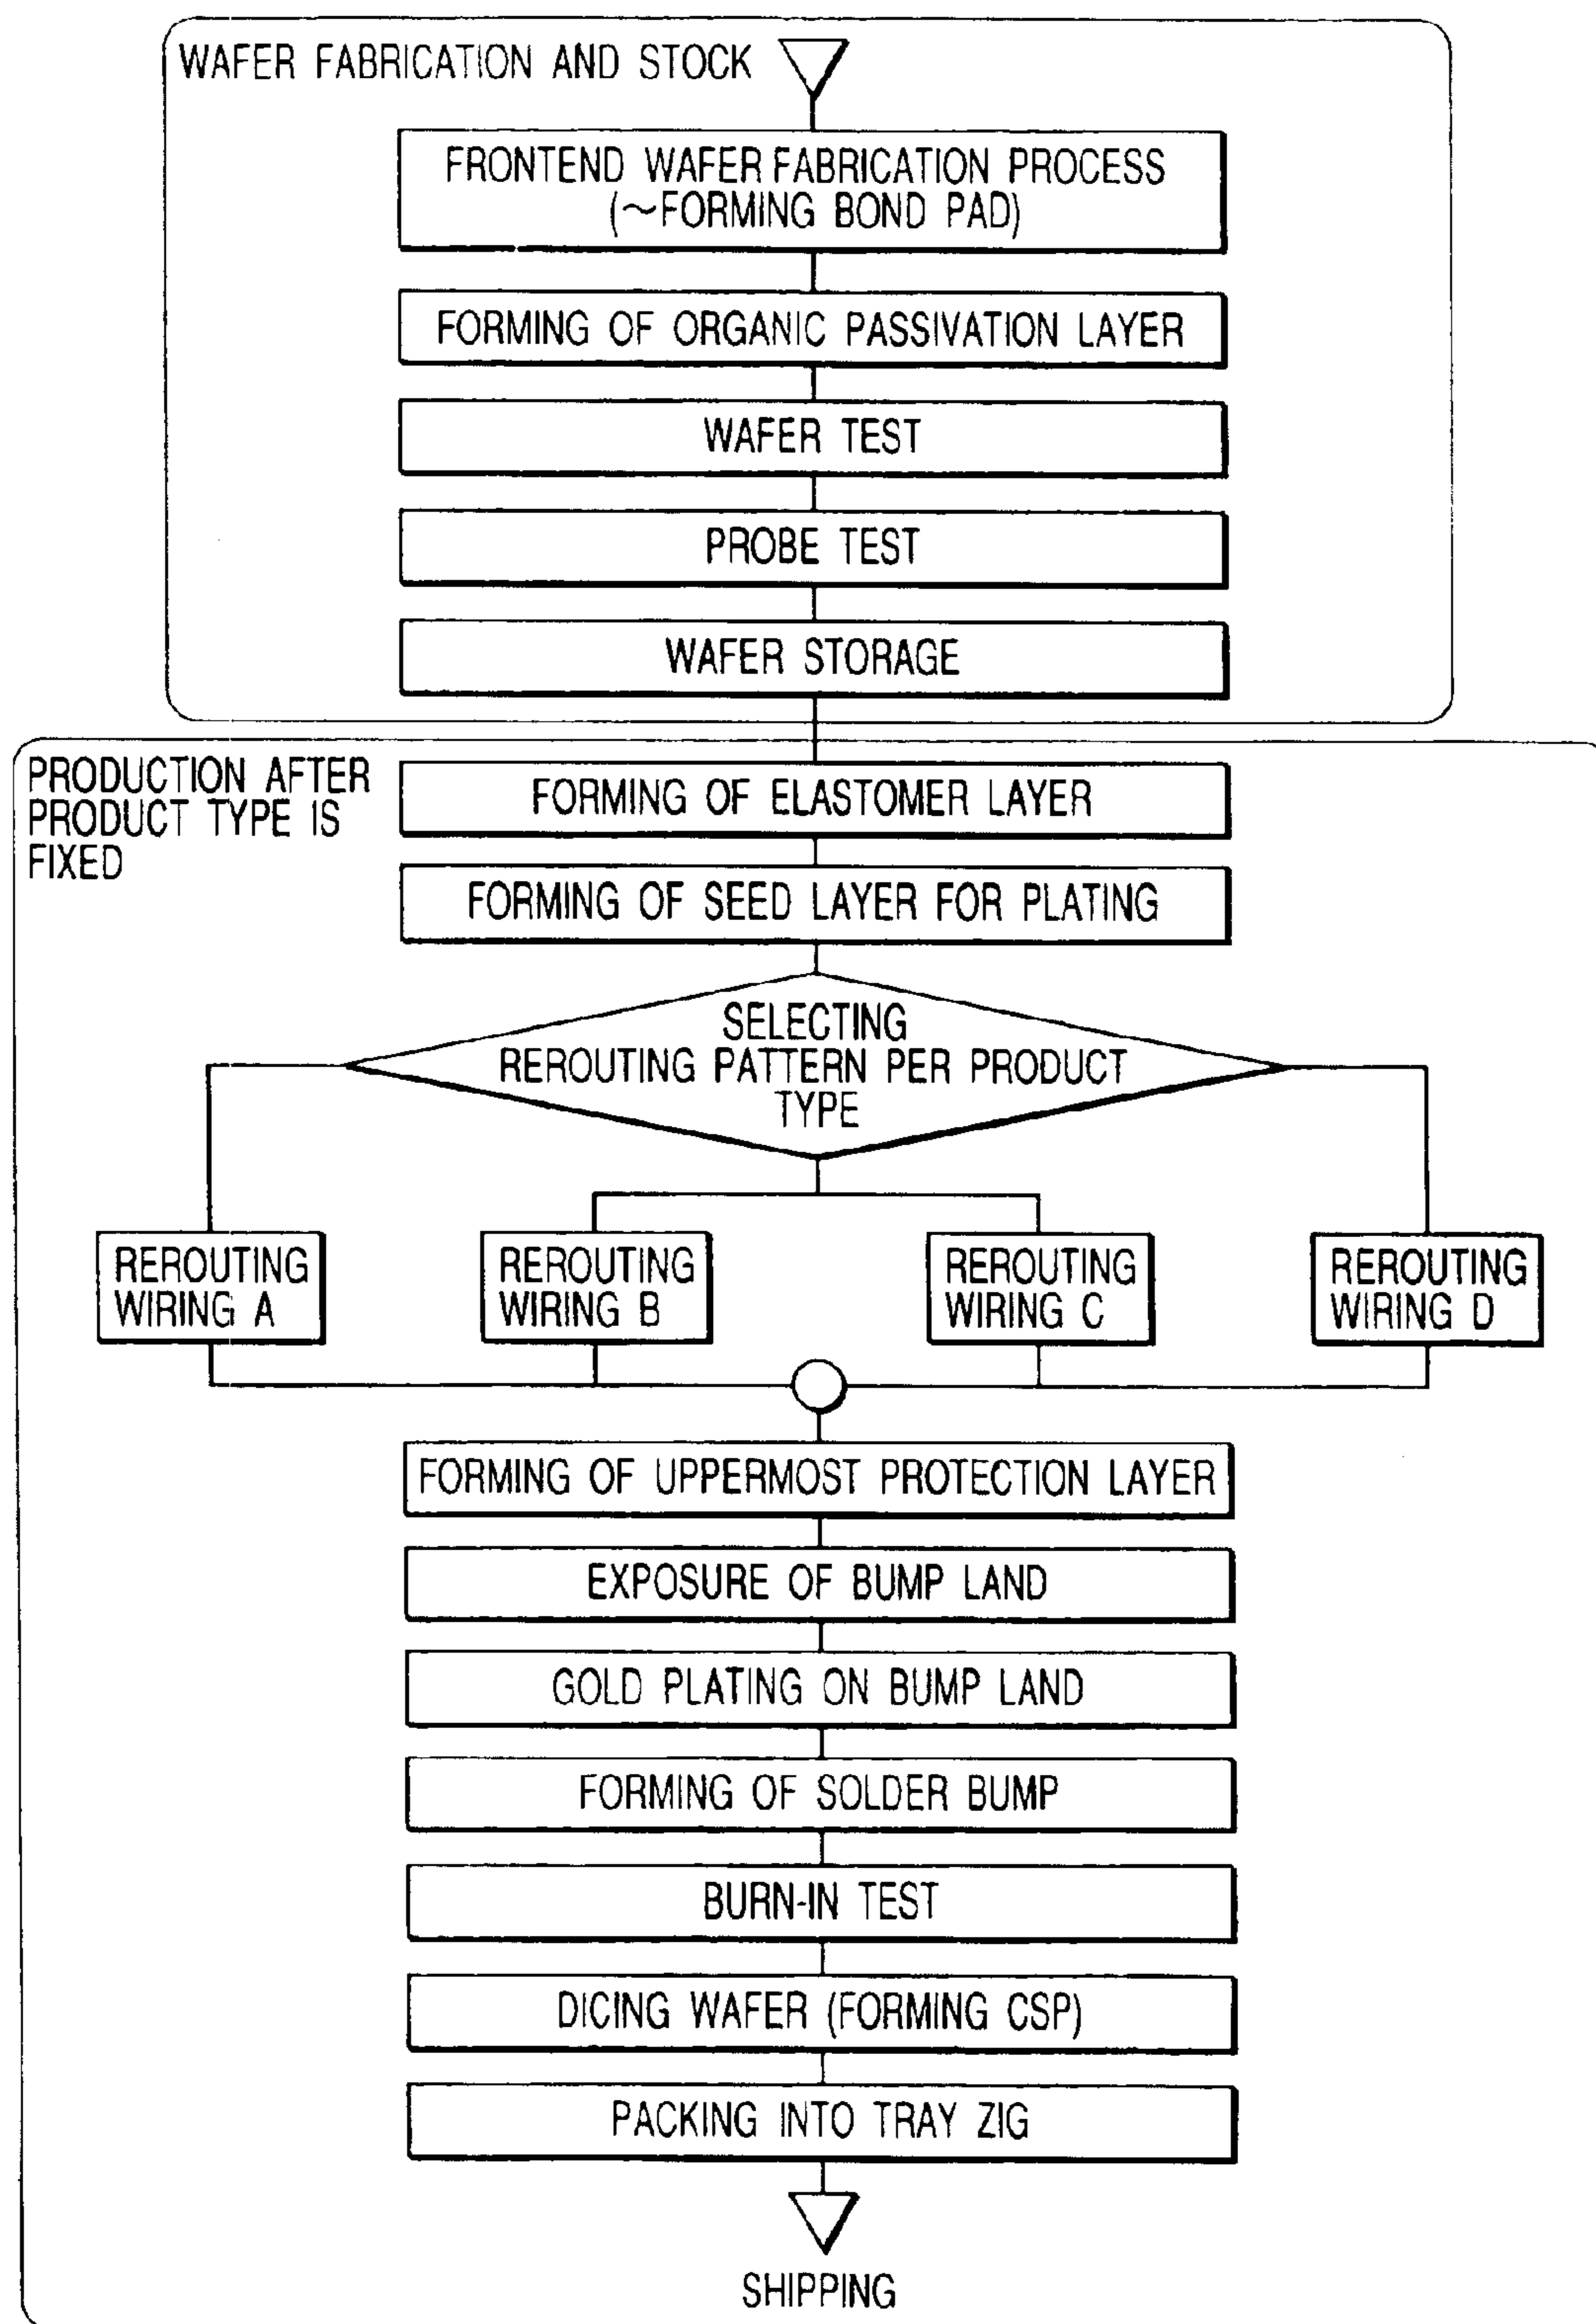 WAFER FABRICATION AND STOCK
FRONTEND WAFER FABRICATION PROCESS
(~FORMING BOND PAD)
FORMING OF ORGANIC PASSIVATION LAYER
WAFER TEST
PROBE TEST
WAFER STORAGE
PRODUCTION AFTER
PRODUCT TYPE IS
FIXED
FORMING OF ELASTOMER LAYER
FORMING OF SEED LAYER FOR PLATING
SELECTING
REROUTING PATTERN PER PRODUCT
TYPE
REROUTING
WIRING A
REROUTING
WIRING B
REROUTING
WIRING C
REROUTING
WIRING D
FORMING OF UPPERMOST PROTECTION LAYER
EXPOSURE OF BUMP LAND
GOLD PLATING ON BUMP LAND
FORMING OF SOLDER BUMP
BURN-IN TEST
DICING WAFER (FORMING CSP)
PACKING INTO TRAY ZIG
SHIPPING